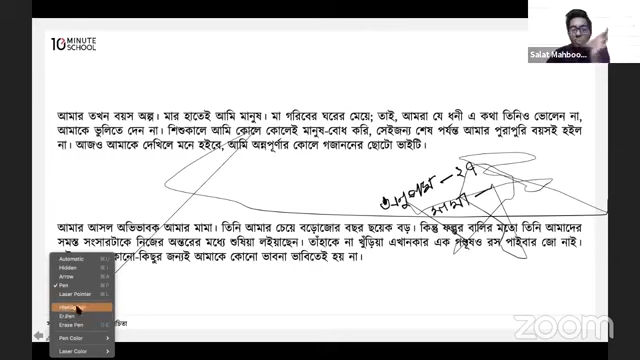 10 MINUTE
SCHOOL
Salat Mahboo...
আমার তখন বয়স অল্প। মার হাতেই আমি মানুষ। মা গরিবের ঘরের মেয়ে; তাই, আমরা যে ধনী এ কথা তিনিও ভোলেন না,
আমাকে ভুলিতে দেন না। শিশুকালে আমি কোলে কোলেই মানুষ-বোধ করি, সেইজন্য শেষ পর্যন্ত আমার পুরাপুরি বয়সই হইল
না। আজও আমাকে দেখিলে মনে হইবে, আমি অন্নপূর্ণার কোলে গজাননের ছোটো ভাইটি।
অনুপম – ২৭
মামা –
আমার আসল অভিভাবক আমার মামা। তিনি আমার চেয়ে বড়োজোর বছর ছয়েক বড়। কিন্তু ফল্গুর বালির মতো তিনি আমাদের
সমস্ত সংসারটাকে নিজের অন্তরের মধ্যে শুষিয়া লইয়াছেন। তাঁহাকে না খুঁড়িয়া এখানকার এক গণ্ডূষও রস পাইবার জো নাই।
কোনো-কিছুর জন্যই আমাকে কোনো ভাবনা ভাবিতেই হয় না।
Automatic
Hidden
Arrow
Pen
Laser Pointer
Eraser
Erase Pen
Pen Color
Laser Color
zoom